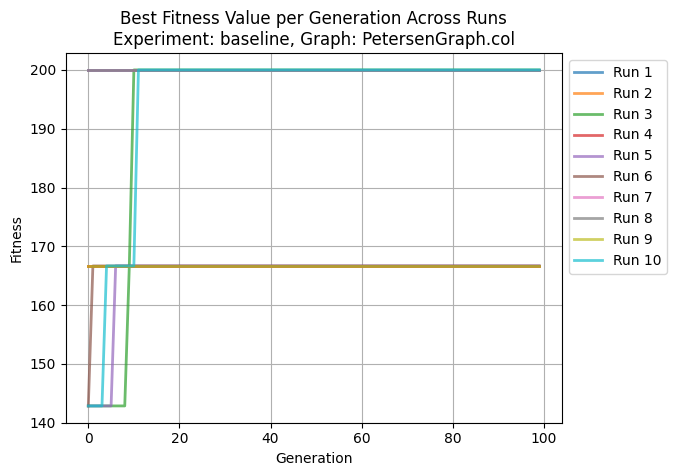 Best Fitness Value per Generation Across Runs
Experiment: baseline, Graph: PetersenGraph.col
200
190
180
170
160
150
140
Fitness
0
20
40
60
80
100
Generation
Run 1
Run 2
Run 3
Run 4
Run 5
Run 6
Run 7
Run 8
Run 9
Run 10